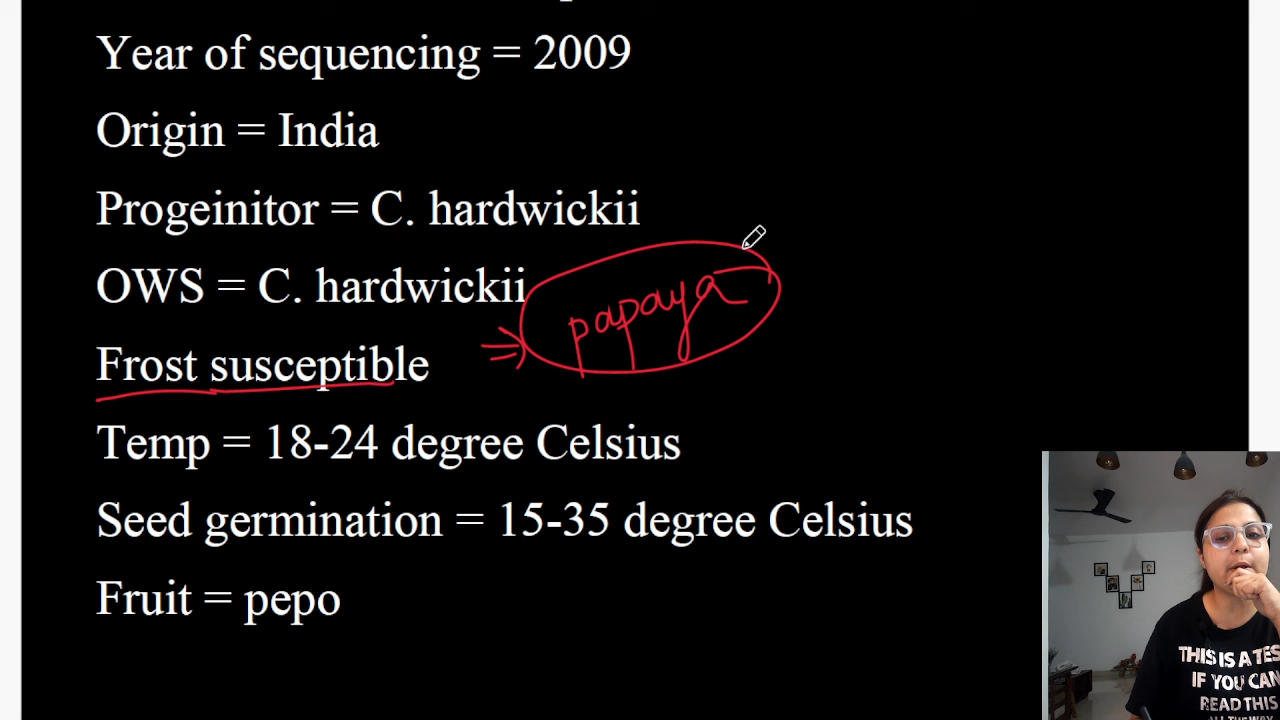 Year of sequencing = 2009
Origin = India
Progeinitor = C. hardwickii
OWS = C. hardwickii
papaya
Frost susceptible
Temp = 18-24 degree Celsius
Seed germination = 15-35 degree Celsius
Fruit = pepo
THIS IS A TES
IF YOU CAN
READ THIS